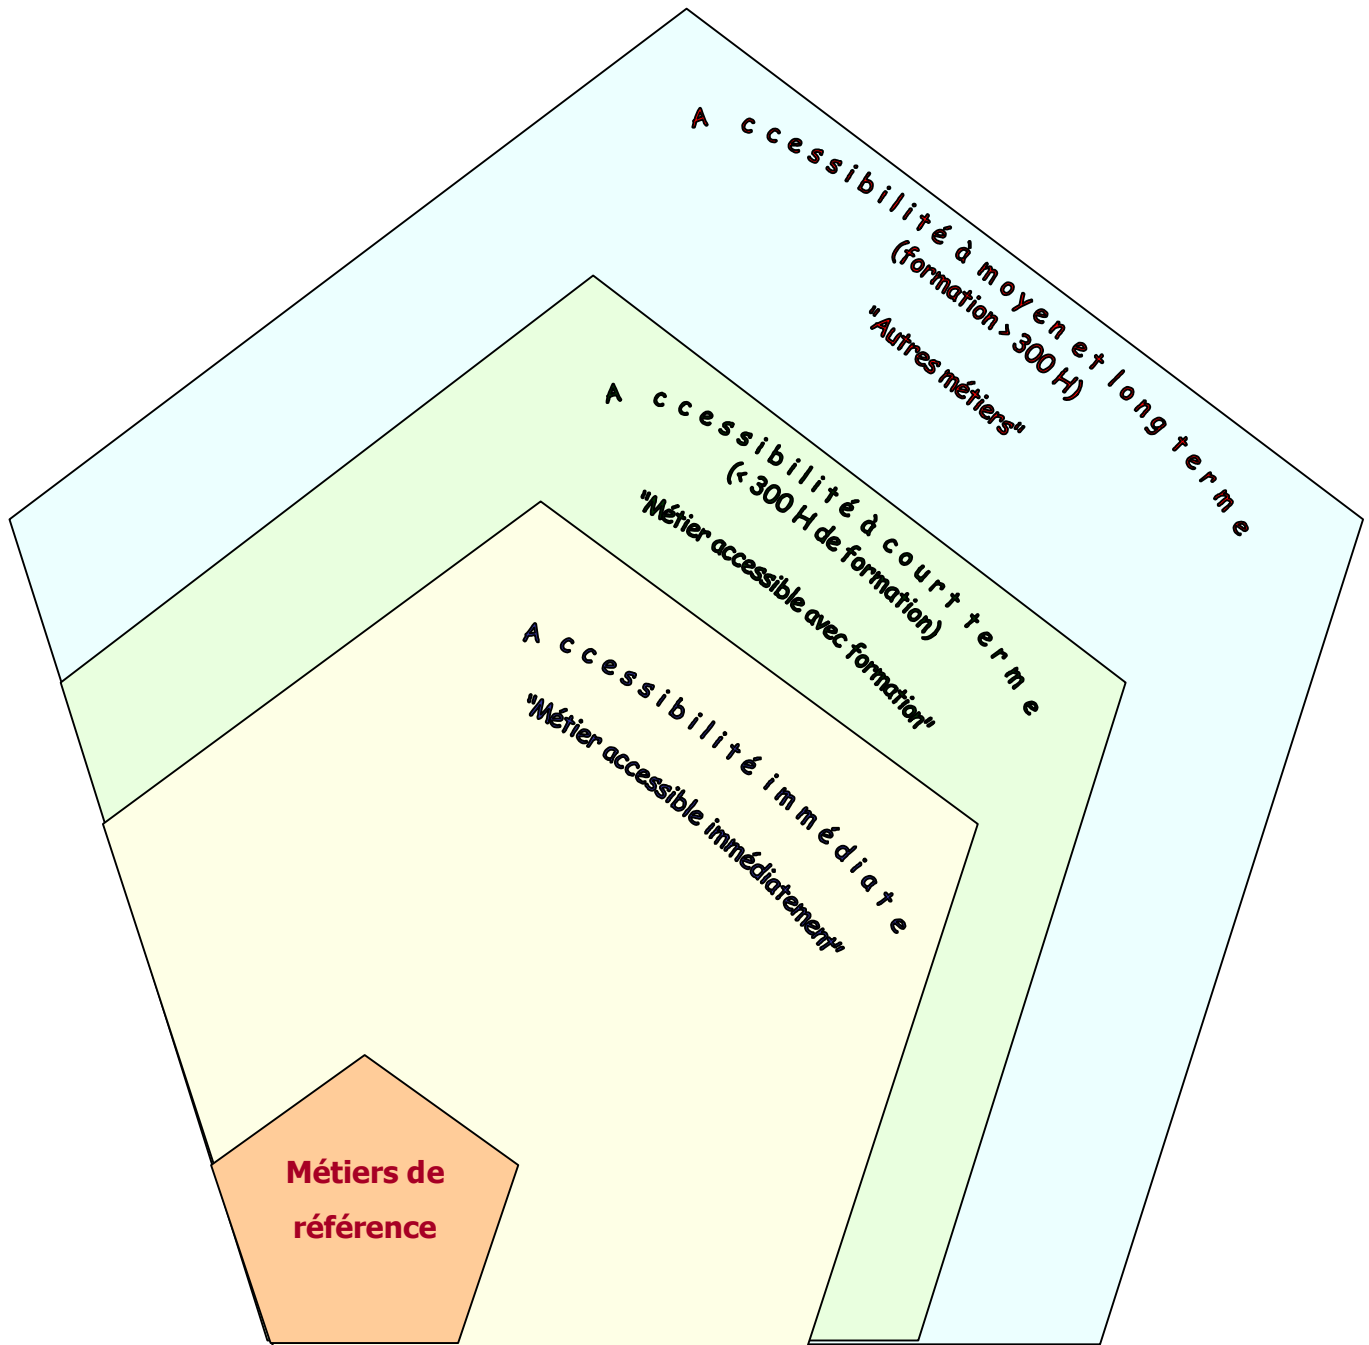 Accessibilité à moyen et long terme
(formation > 300 H)
"Autres métiers"
Accessibilité à court terme
(< 300 H de formation)
"Métier accessible avec formation"
Accessibilité immédiate
"Métier accessible immédiatement"
Métiers de
référence